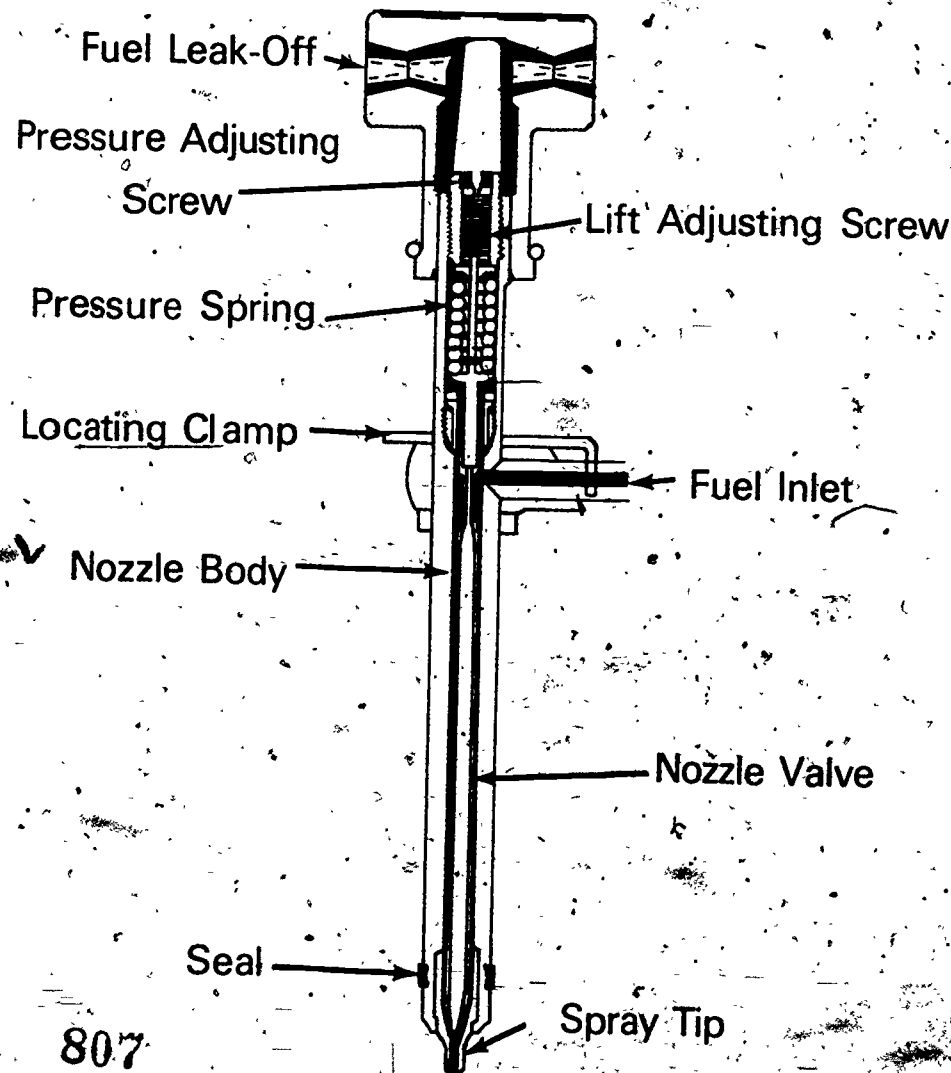 Fuel Leak-Off
Pressure Adjusting
Screw
Lift Adjusting Screw
Pressure Spring
Locating Clamp
Fuel Inlet
Nozzle Body
Nozzle Valve
Seal
Spray Tip
807